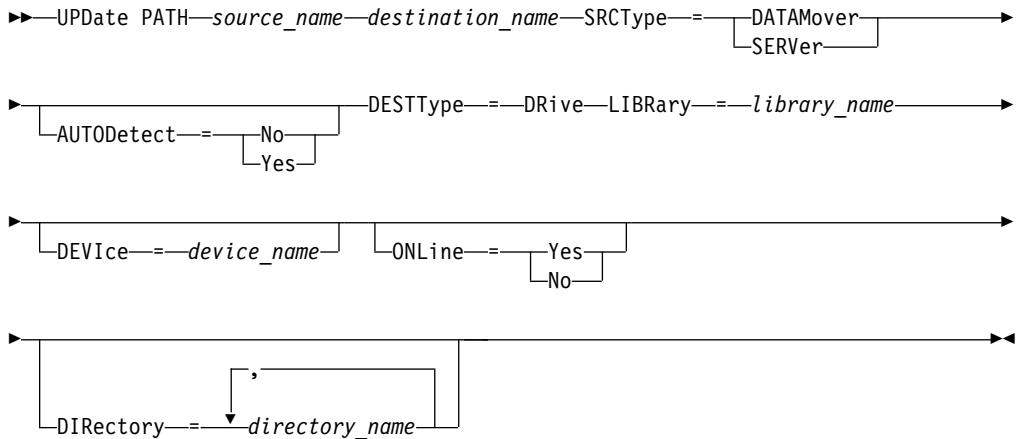 UPDate PATH source_name destination_name SRCType = DATAMover
SERVer
AUTODetect = No
Yes
DESTType = DRive LIBRary = library_name
DEVIce = device_name
ONLine = Yes
No
DIRectory = directory_name
,